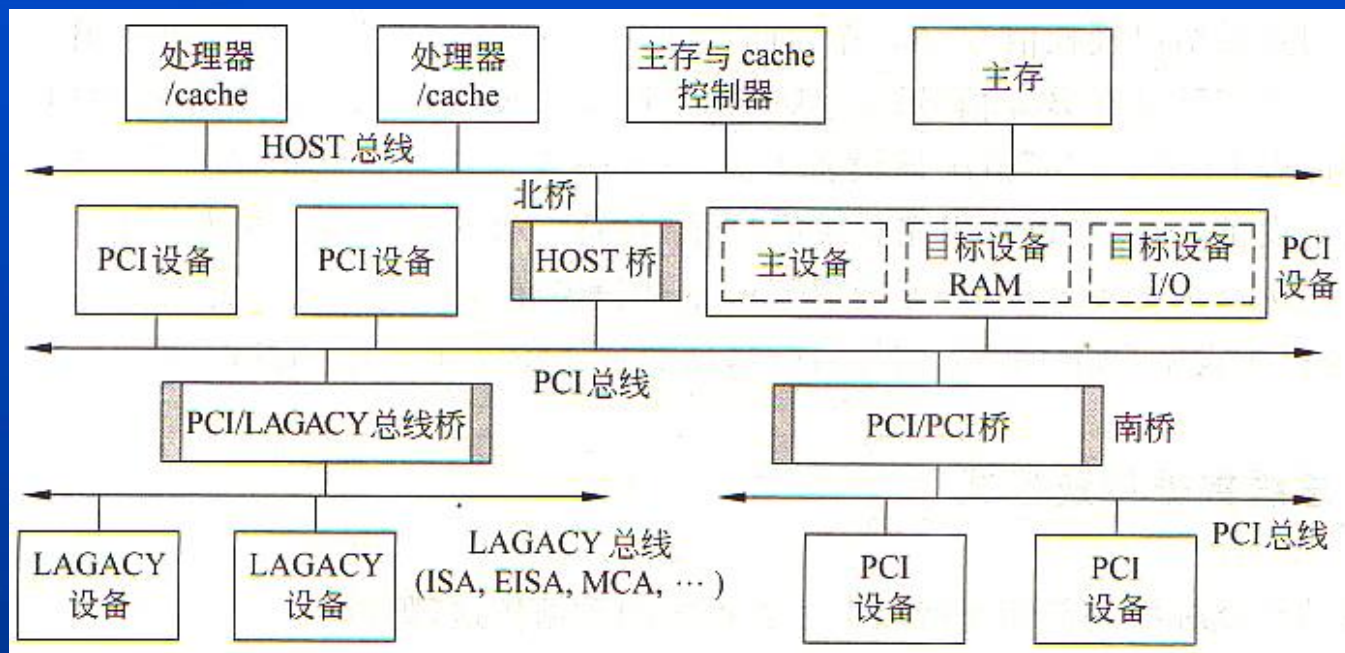 处理器
/cache
处理器
/cache
主存与 cache
控制器
主存
HOST 总线
北桥
PCI 设备
PCI 设备
HOST 桥
主设备
目标设备
RAM
目标设备
I/O
PCI
设备
PCI 总线
PCI/LAGACY 总线桥
PCI/PCI 桥
南桥
LAGACY
设备
LAGACY
设备
LAGACY 总线
(ISA, EISA, MCA, ··· )
PCI
设备
PCI
设备
PCI 总线